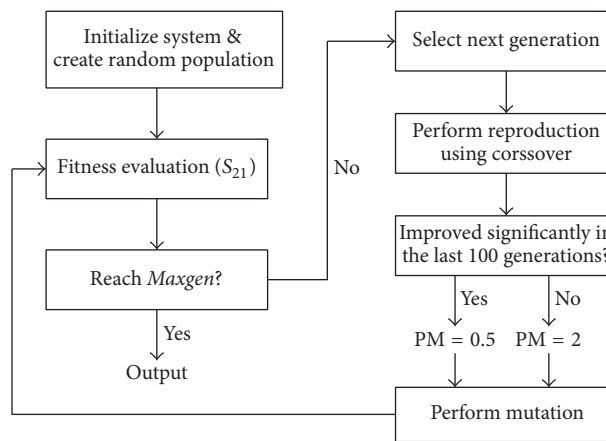 Initialize system &
create random population
Fitness evaluation (S21)
Reach Maxgen?
Yes
Output
No
Select next generation
Perform reproduction
using corssover
Improved significantly in
the last 100 generations?
Yes
No
PM = 0.5
PM = 2
Perform mutation